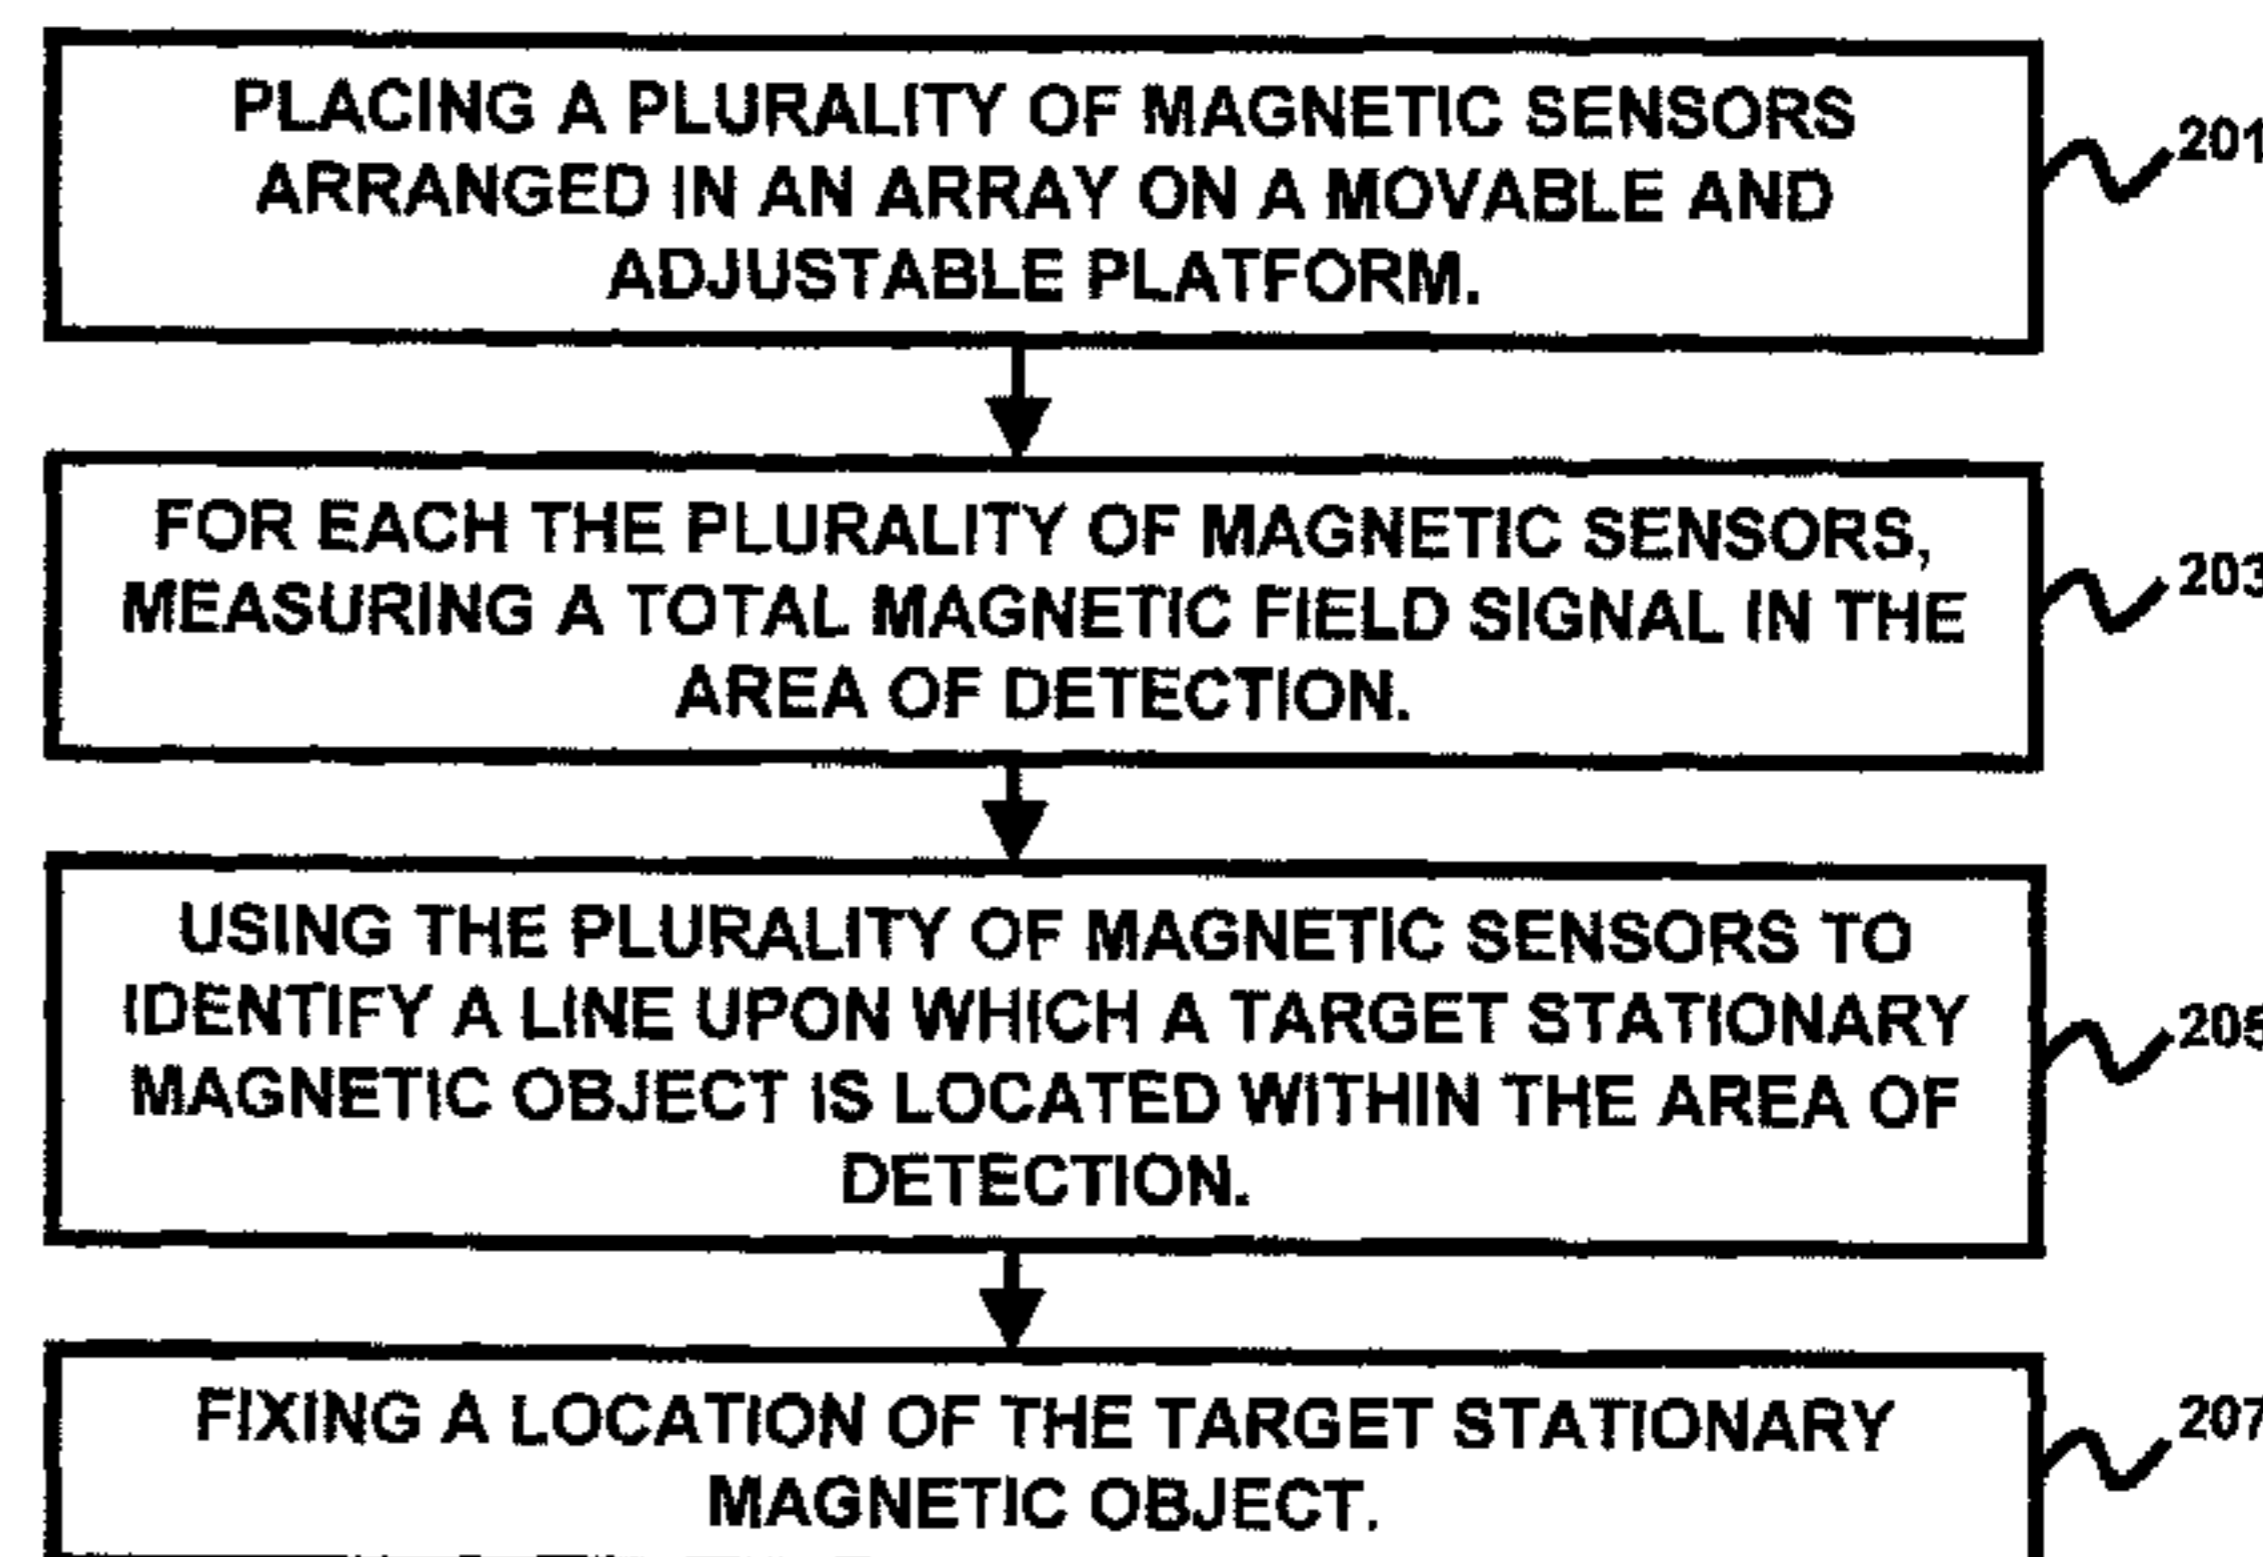 PLACING A PLURALITY OF MAGNETIC SENSORS
ARRANGED IN AN ARRAY ON A MOVABLE AND
ADJUSTABLE PLATFORM.
201
FOR EACH THE PLURALITY OF MAGNETIC SENSORS,
MEASURING A TOTAL MAGNETIC FIELD SIGNAL IN THE
AREA OF DETECTION.
203
USING THE PLURALITY OF MAGNETIC SENSORS TO
IDENTIFY A LINE UPON WHICH A TARGET STATIONARY
MAGNETIC OBJECT IS LOCATED WITHIN THE AREA OF
DETECTION.
205
FIXING A LOCATION OF THE TARGET STATIONARY
MAGNETIC OBJECT.
207